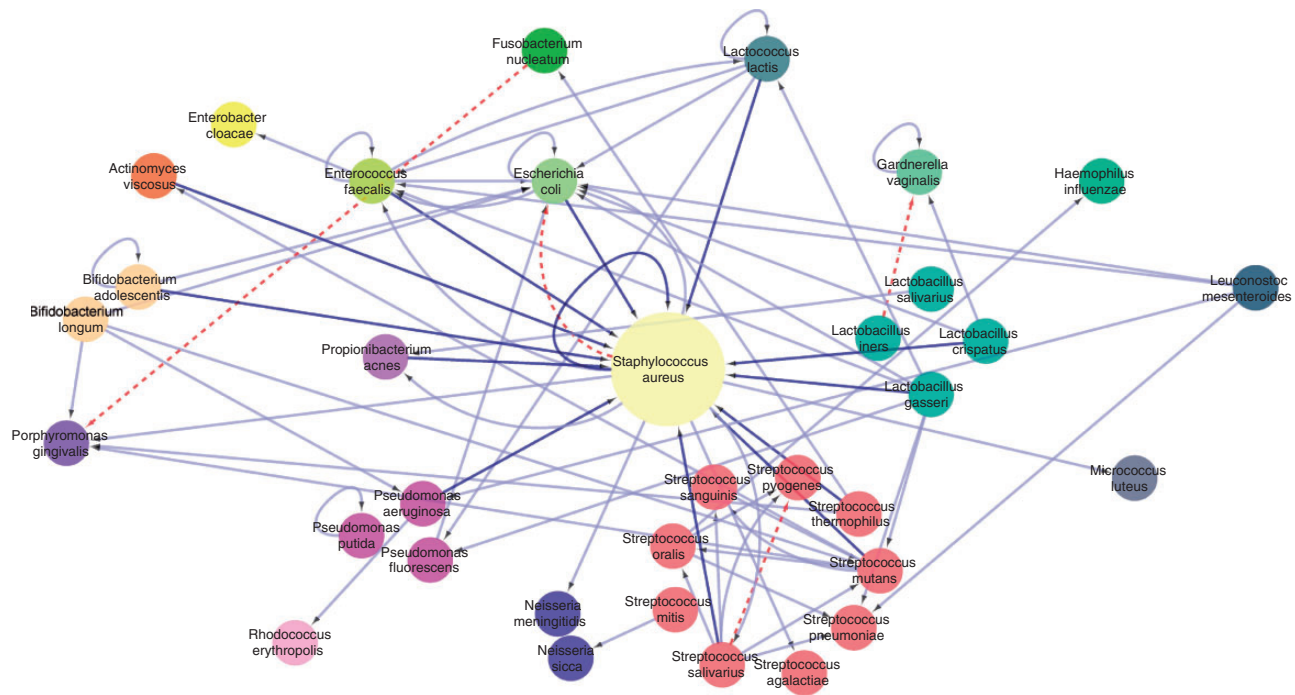 Fusobacterium
nucleatum
Lactococcus
lactis
Enterobacter
cloacae
Actinomyces
viscosus
Enterococcus
faecalis
Escherichia
coli
Gardnerella
vaginalis
Haemophilus
influenzae
Bifidobacterium
adolescentis
Bifidobacterium
longum
Lactobacillus
salivarius
Leuconostoc
mesenteroides
Lactobacillus
iners
Lactobacillus
crispatus
Propionibacterium
acnes
Staphylococcus
aureus
Lactobacillus
gasseri
Porphyromonas
gingivalis
Micrococcus
luteus
Pseudomonas
aeruginosa
Streptococcus
sanguinis
Streptococcus
pyogenes
Streptococcus
thermophilus
Pseudomonas
putida
Pseudomonas
fluorescens
Streptococcus
oralis
Streptococcus
mutans
Neisseria
meningitidis
Streptococcus
mitis
Streptococcus
pneumoniae
Rhodococcus
erythropolis
Neisseria
sicca
Streptococcus
salivarius
Streptococcus
agalactiae